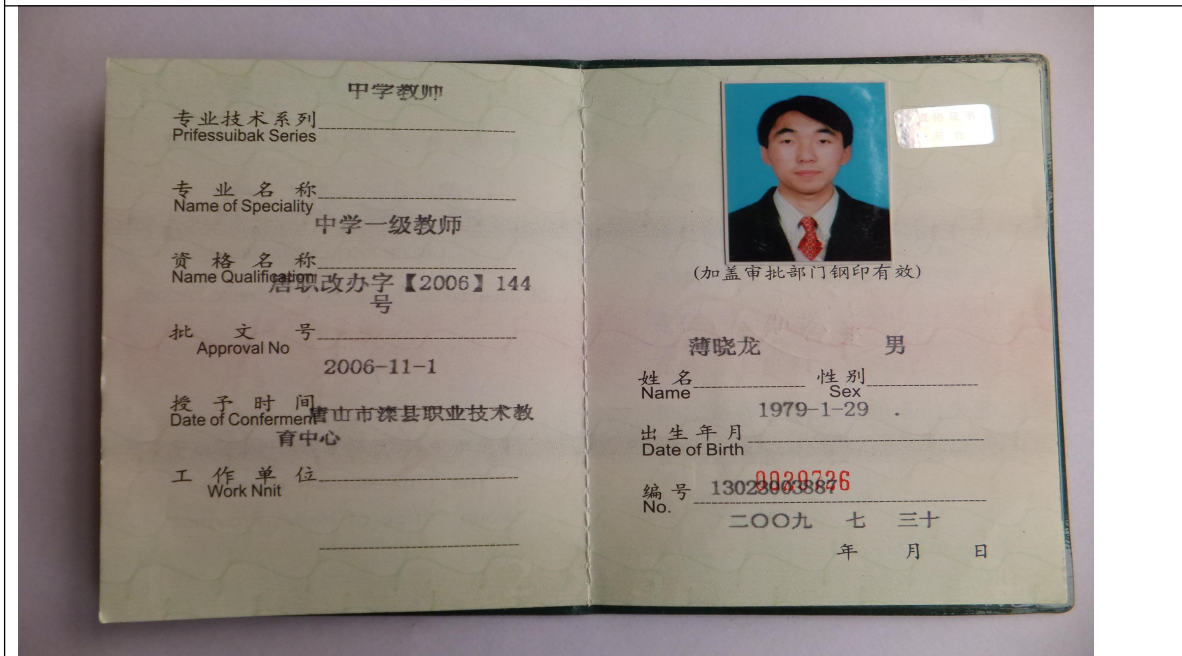 中学教师
专业技术系列
Prifessuibak Series
专业名称
Name of Speciality
中学一级教师
资格名称
Name Qualification
唐职改办字【2006】144
号
批文号
Approval No
2006-11-1
授予时间
Date of Conferment
唐山市滦县职业技术教
育中心
工作单位
Work Nnit
(加盖审批部门钢印有效)
薄晓龙 男
姓名 性别
Name Sex
1979-1-29
出生年月
Date of Birth
编号 13023903887
No.
二〇〇九 七 三十
年 月 日